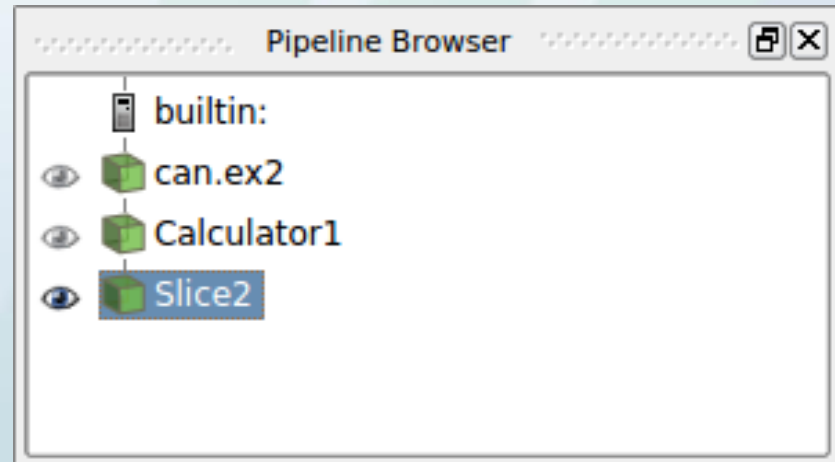 Pipeline Browser
builtin:
can.ex2
Calculator1
Slice2